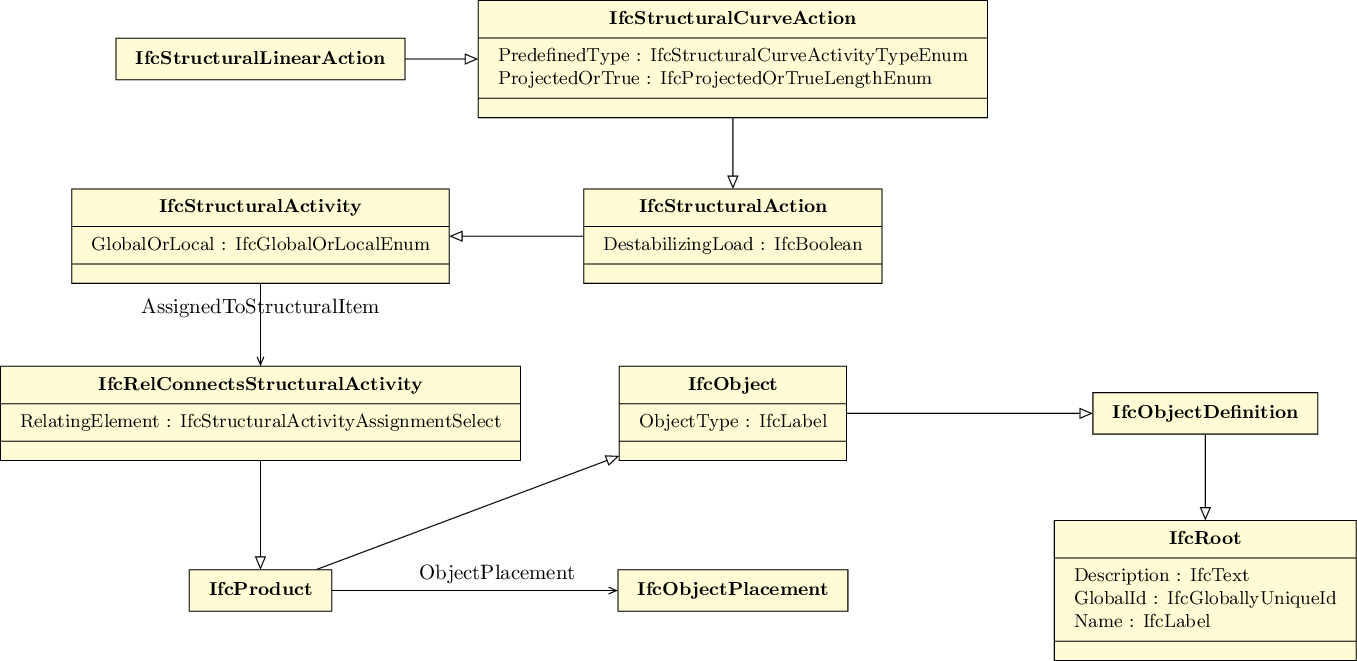 IfcStructuralCurveAction
PredefinedType : IfcStructuralCurveActivityTypeEnum
ProjectedOrTrue : IfcProjectedOrTrueLengthEnum
IfcStructuralLinearAction
IfcStructuralActivity
GlobalOrLocal : IfcGlobalOrLocalEnum
IfcStructuralAction
DestabilizingLoad : IfcBoolean
AssignedToStructuralItem
IfcRelConnectsStructuralActivity
RelatingElement : IfcStructuralActivityAssignmentSelect
IfcObject
ObjectType : IfcLabel
IfcObjectDefinition
IfcProduct
ObjectPlacement
IfcObjectPlacement
IfcRoot
Description : IfcText
GlobalId : IfcGloballyUniqueId
Name : IfcLabel